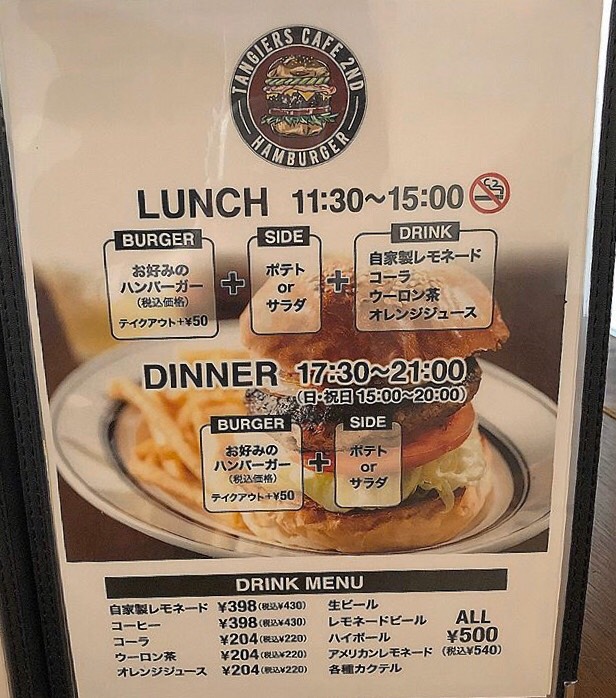 TANGIERS CAFE 2ND
HAMBURGER
LUNCH 11:30～15:00
BURGER
お好みの
ハンバーガー
(税込価格)
テイクアウト+¥50
+
SIDE
ポテト
or
サラダ
+
DRINK
自家製レモネード
コーラ
ウーロン茶
オレンジジュース
DINNER 17:30～21:00
(日・祝日 15:00～20:00)
BURGER
お好みの
ハンバーガー
(税込価格)
テイクアウト+¥50
+
SIDE
ポテト
or
サラダ
DRINK MENU
自家製レモネード ¥398(税込¥430)
コーヒー ¥398(税込¥430)
コーラ ¥204(税込¥220)
ウーロン茶 ¥204(税込¥220)
オレンジジュース ¥204(税込¥220)
生ビール
レモネードビール
ハイボール
アメリカンレモネード
各種カクテル
ALL
¥500
(税込¥540)